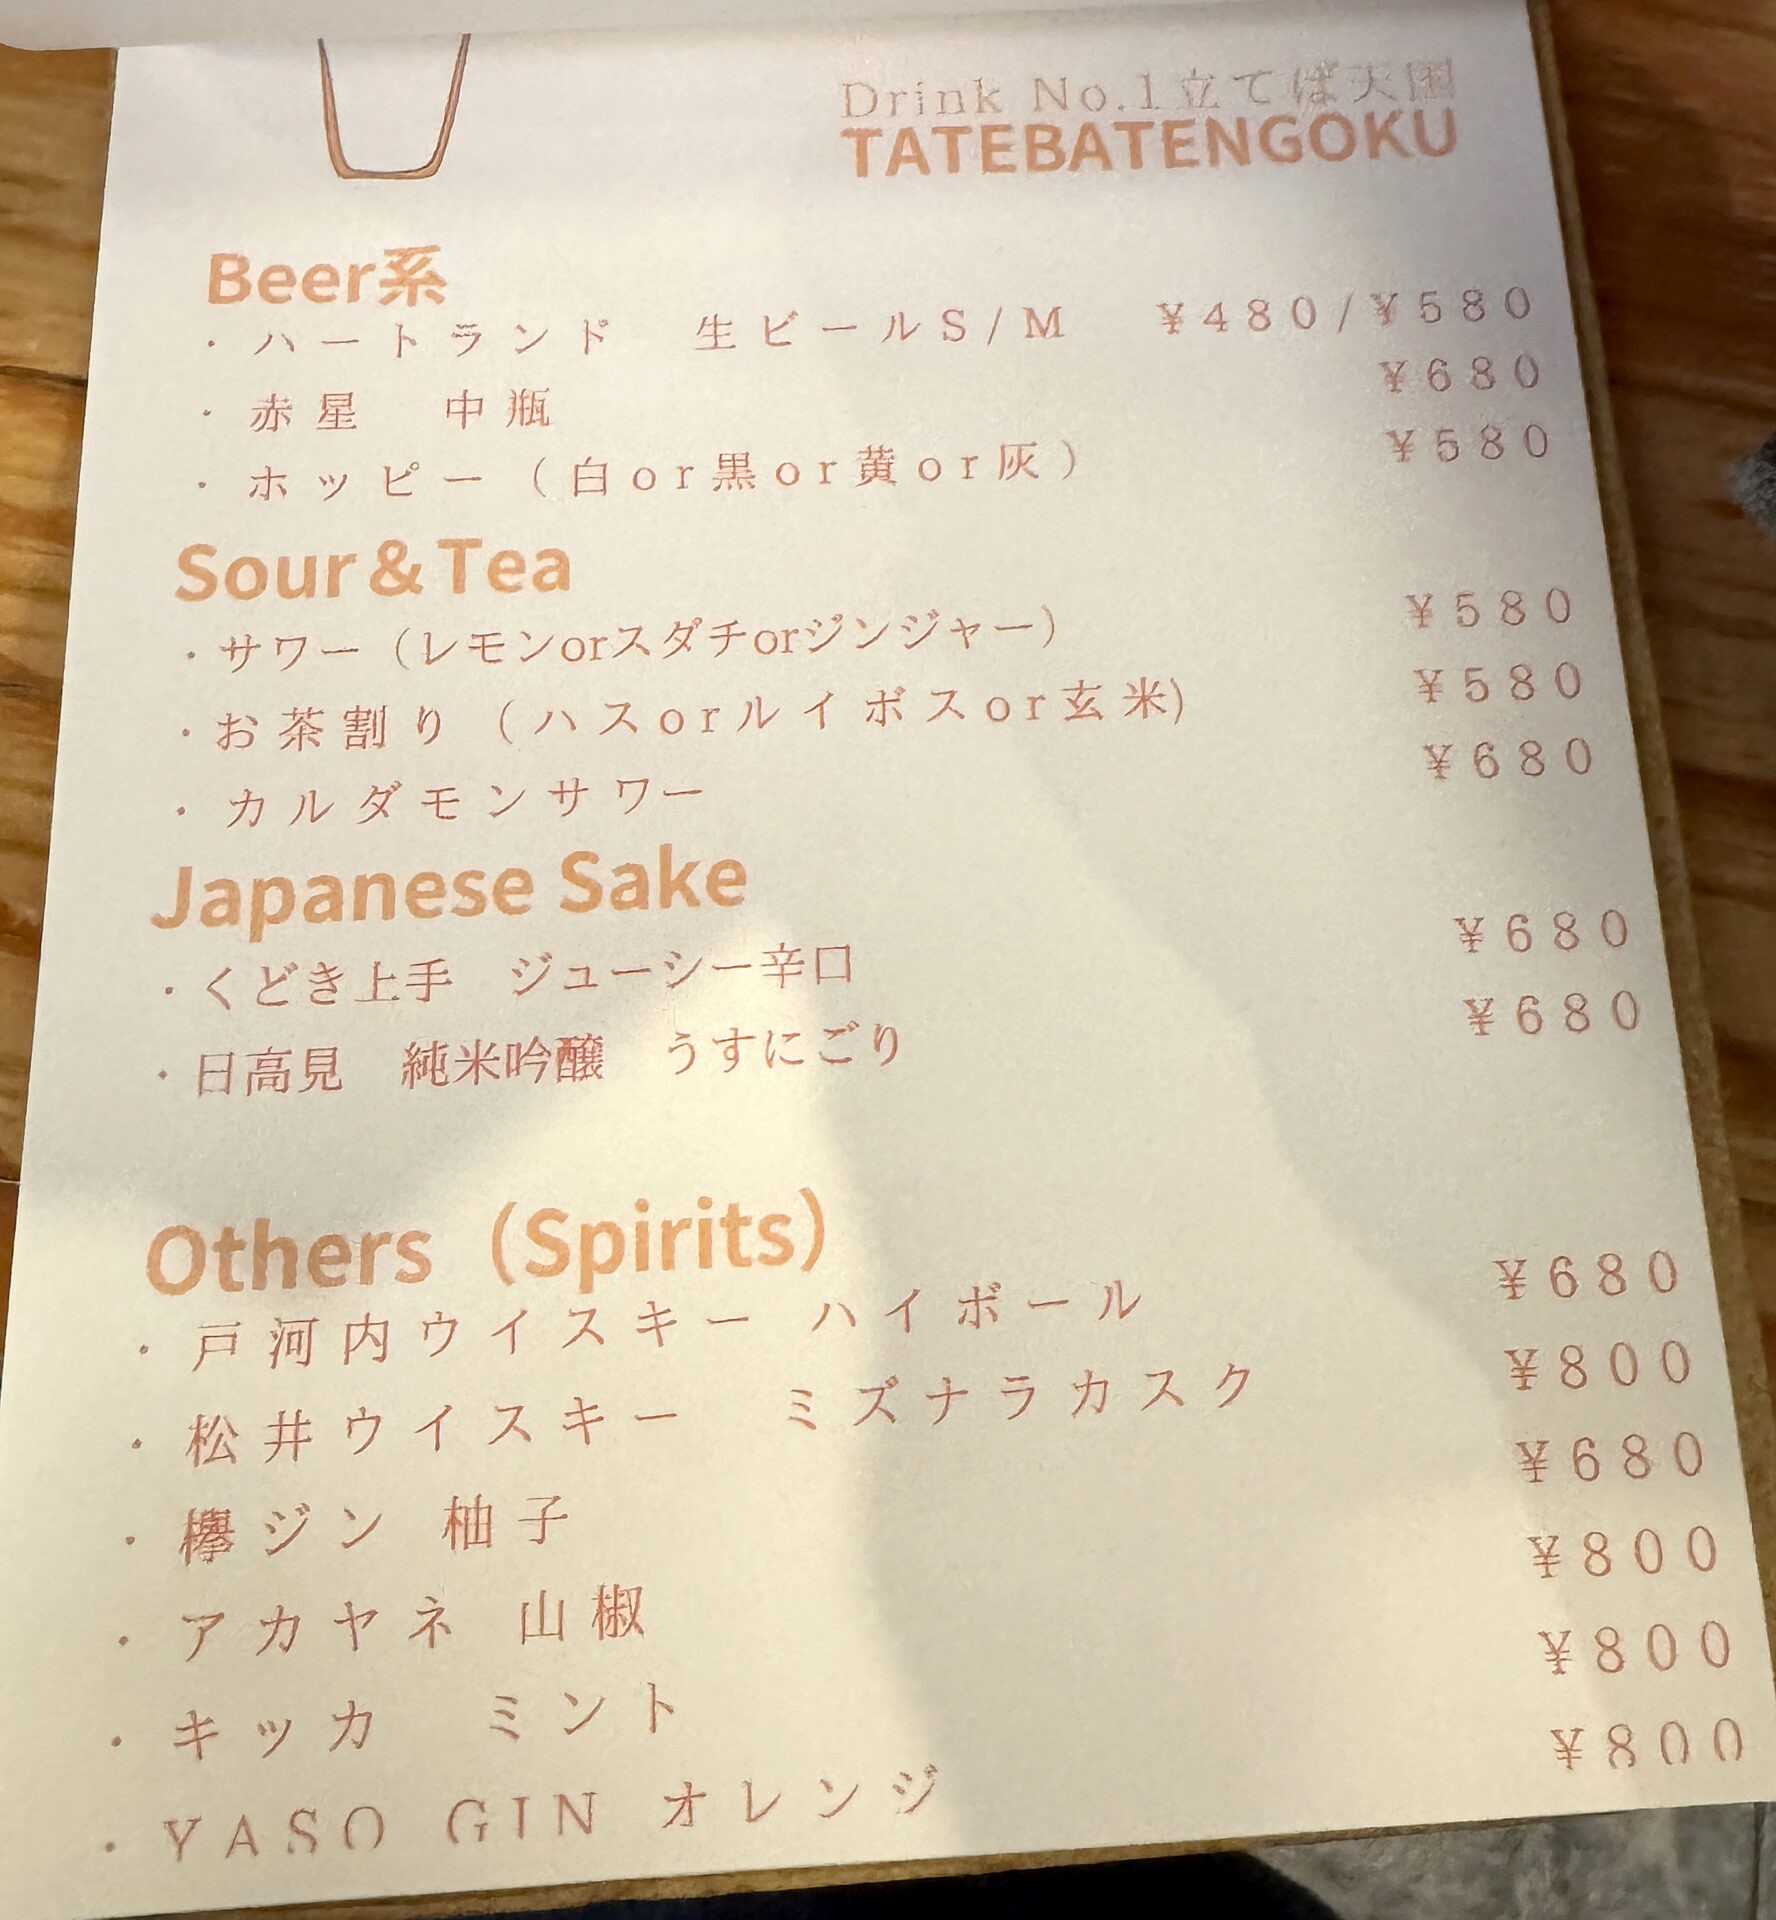 Drink No.1立てば天国
TATEBATENGOKU
Beer系
・ハートランド 生ビールS/M ¥480/¥580
・赤星 中瓶 ¥680
・ホッピー(白or黒or黄or灰) ¥580
Sour&Tea
・サワー(レモンorスダチorジンジャー) ¥580
・お茶割り(ハスorルイボスor玄米) ¥580
・カルダモンサワー ¥680
Japanese Sake
・くどき上手 ジューシー辛口 ¥680
・日高見 純米吟醸 うすにごり ¥680
Others(Spirits)
・戸河内ウイスキー ハイボール ¥680
・松井ウイスキー ミズナラカスク ¥800
・欅ジン 柚子 ¥680
・アカヤネ 山椒 ¥800
・キッカ ミント ¥800
・YASO GIN オレンジ ¥800